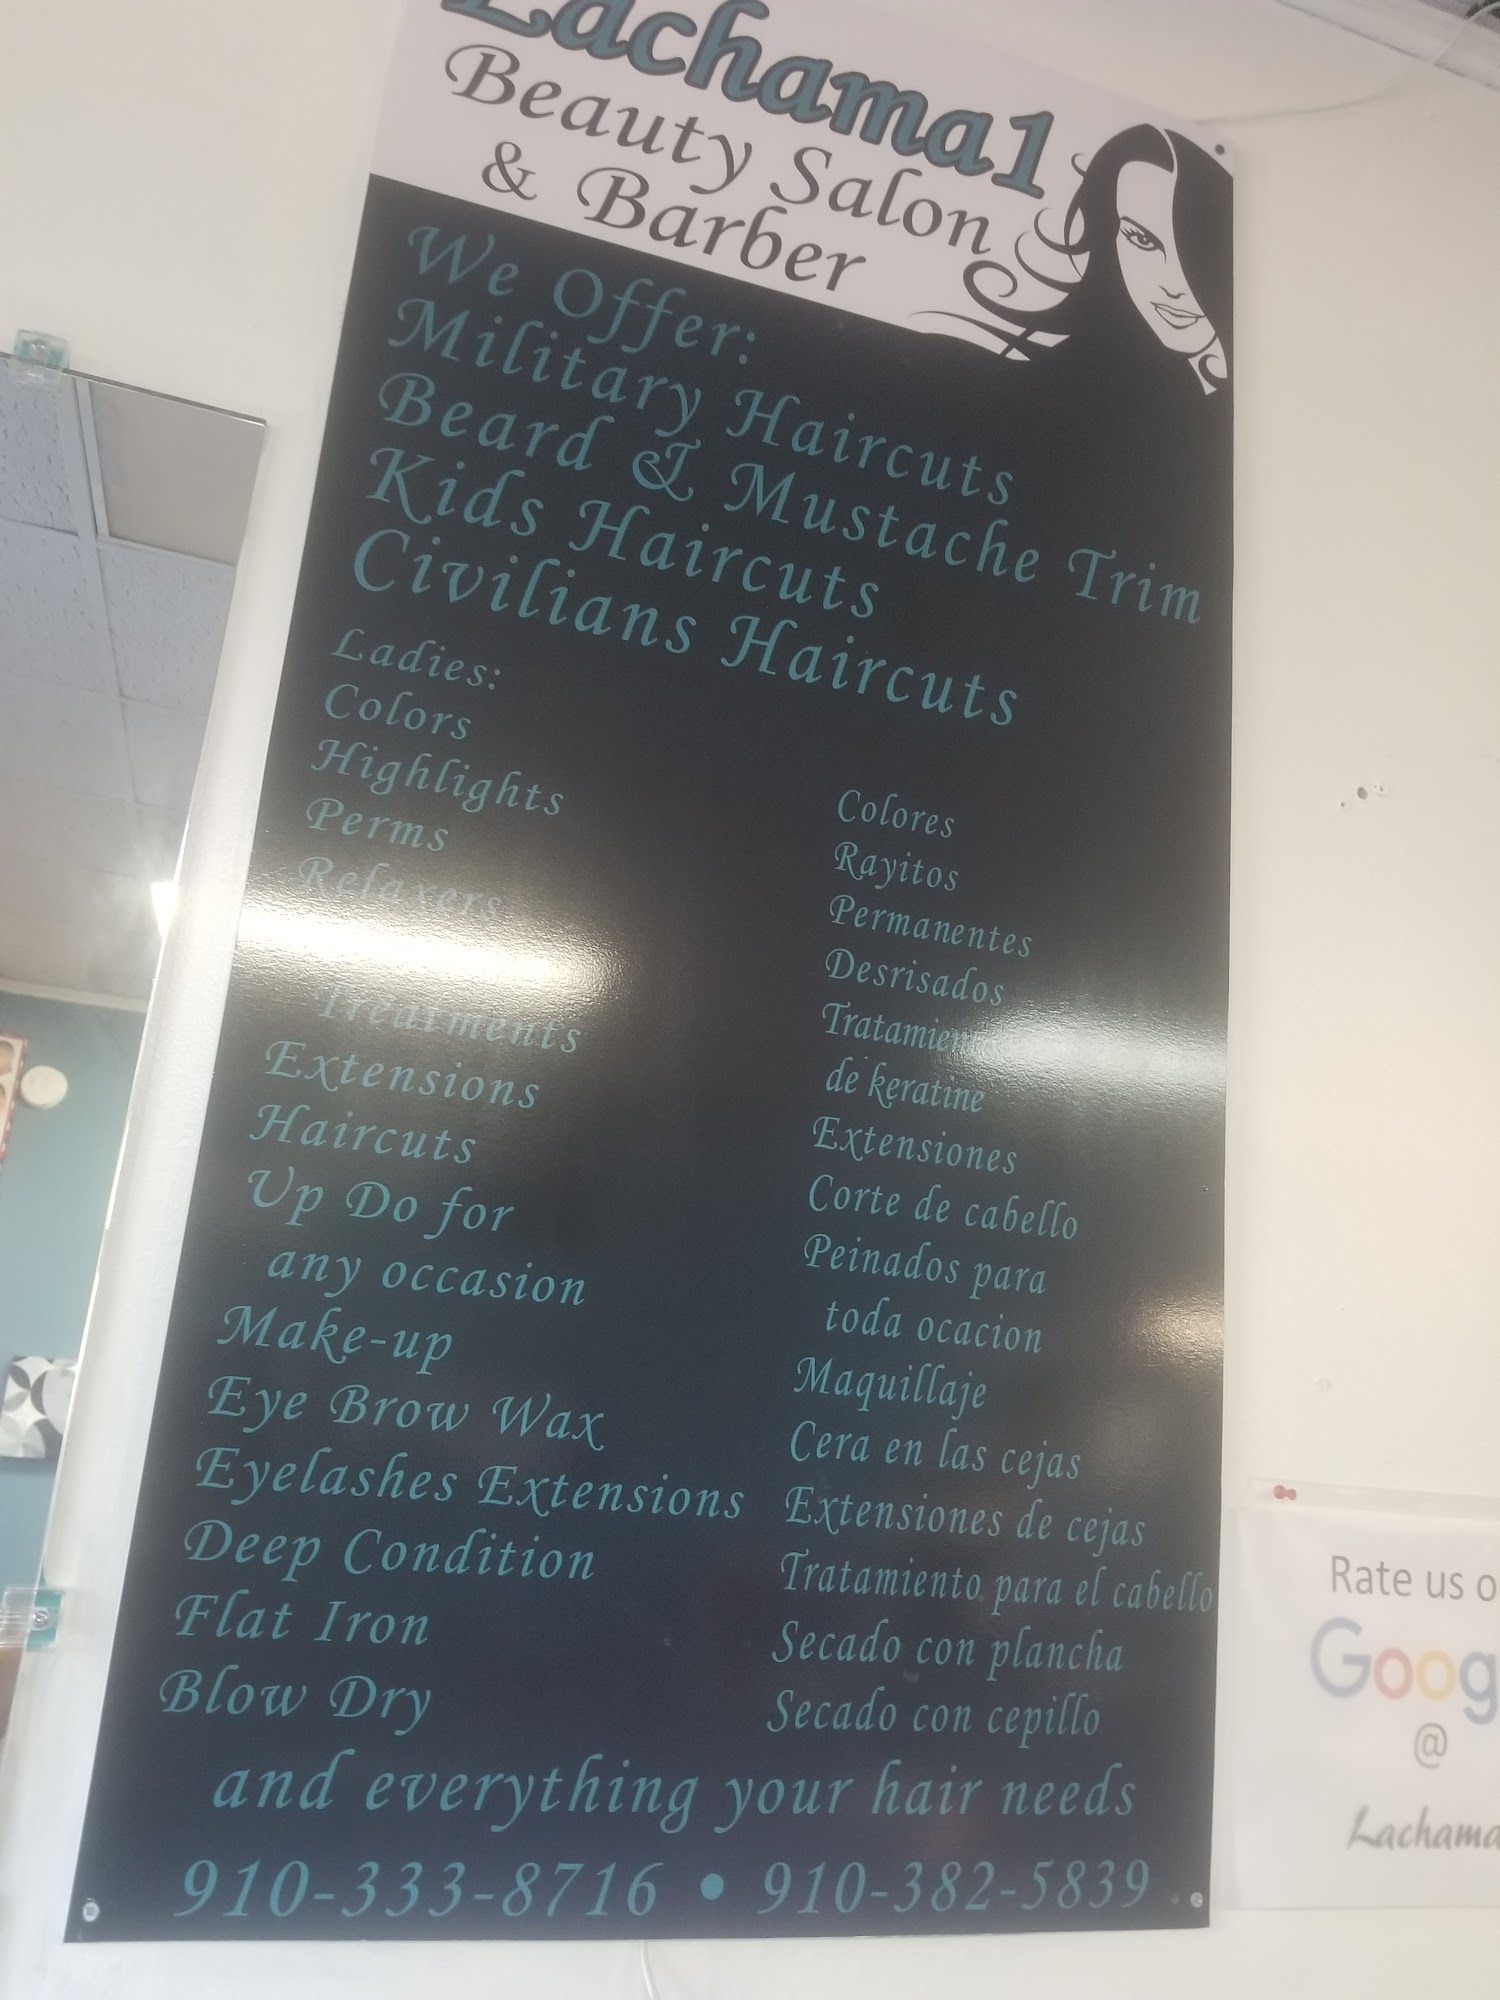 Lachama1
Beauty Salon
& Barber
We Offer:
Military Haircuts
Beard & Mustache Trim
Kids Haircuts
Civilians Haircuts
Ladies:
Colors
Highlights
Perms
Relaxers
Treatments
Extensions
Haircuts
Up Do for
any occasion
Make-up
Eye Brow Wax
Eyelashes Extensions
Deep Condition
Flat Iron
Blow Dry
Colores
Rayitos
Permanentes
Desrisados
de keratine
Extensiones
Corte de cabello
Peinados para
toda ocacion
Maquillaje
Cera en las cejas
Extensiones de cejas
Tratamiento para el cabello
Secado con plancha
Secado con cepillo
and everything your hair needs
910-333-8716 • 910-382-5839
Rate us
@
Lachama